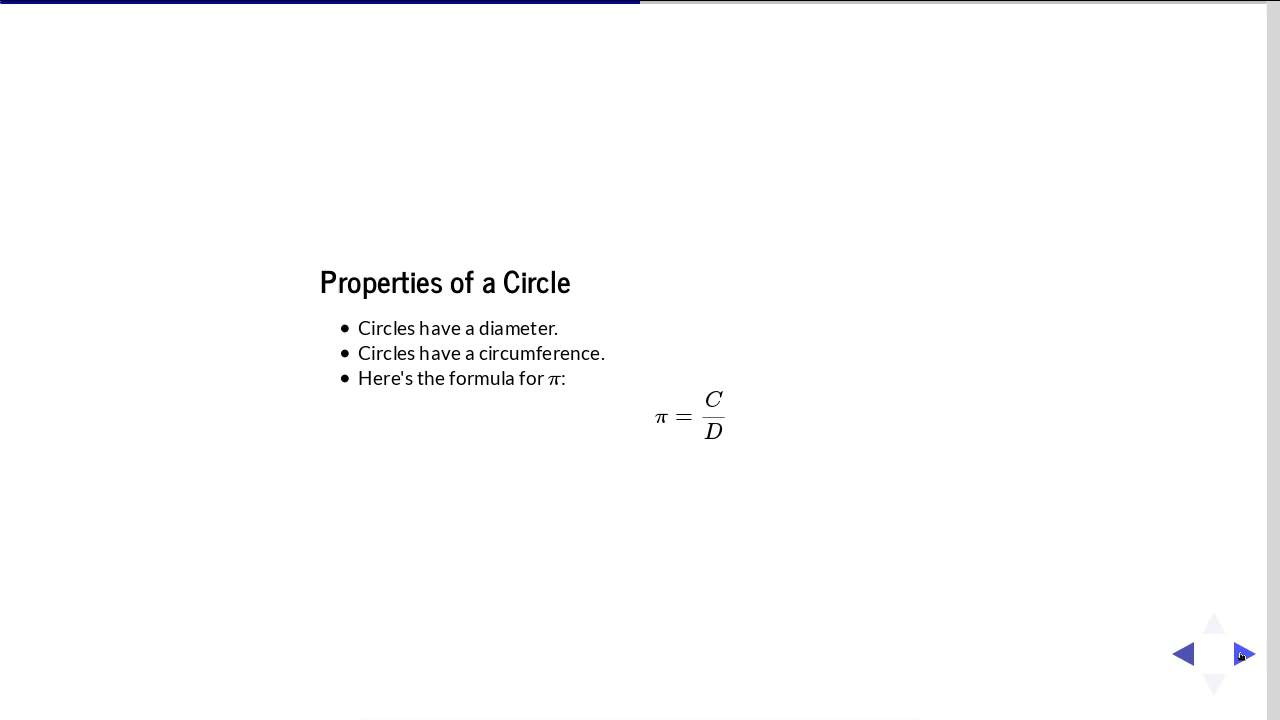 Properties of a Circle
Circles have a diameter.
Circles have a circumference.
Here's the formula for π:
π = C/D